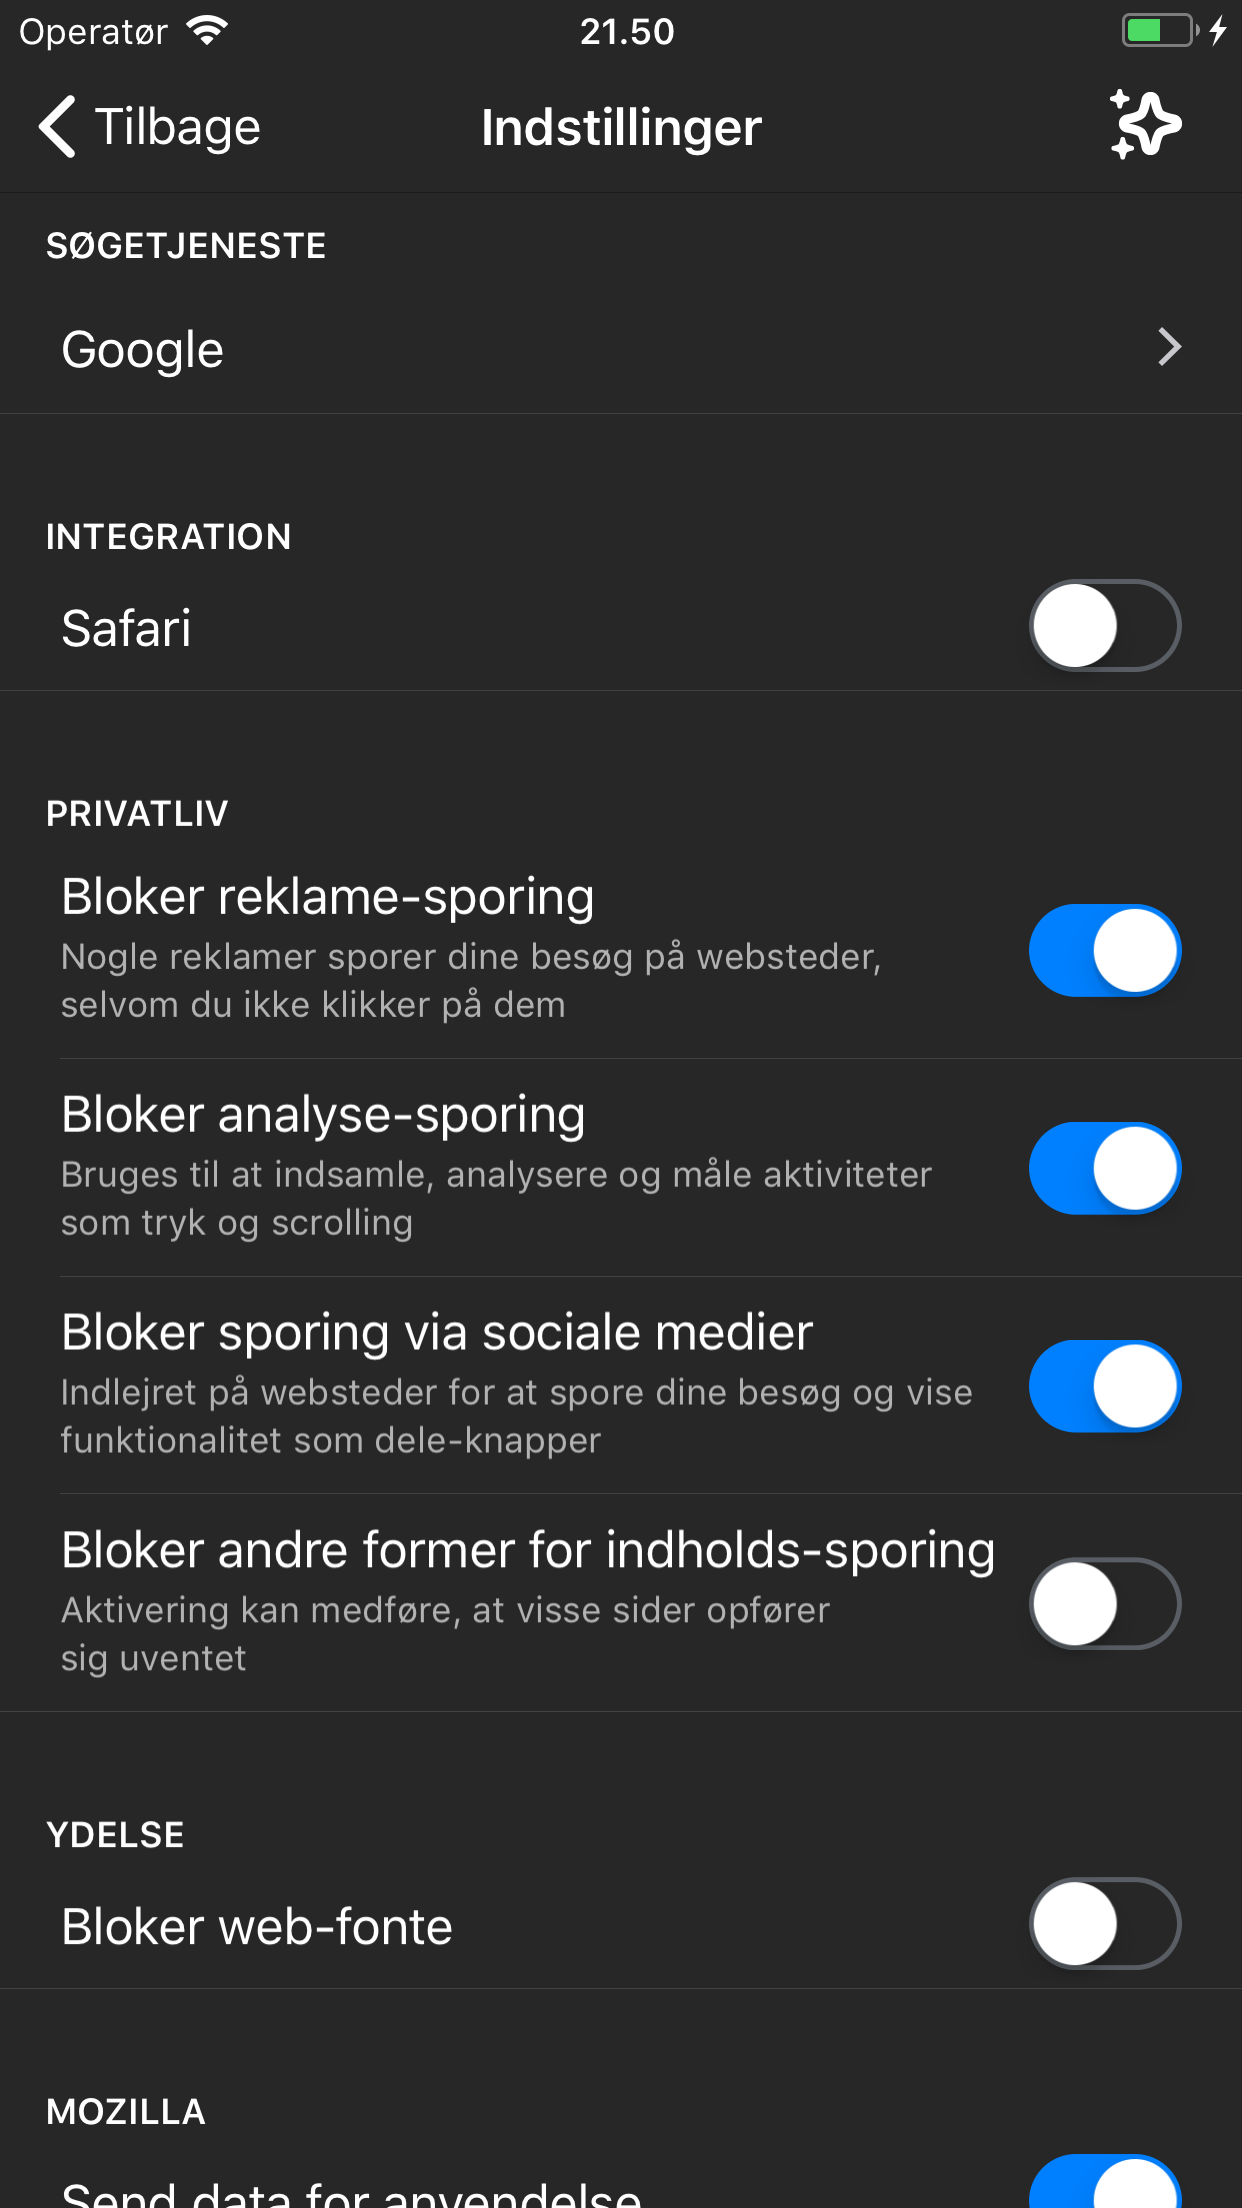 Operatør
21.50
Tilbage
Indstillinger
SØGETJENESTE
Google
INTEGRATION
Safari
PRIVATLIV
Bloker reklame-sporing
Nogle reklamer sporer dine besøg på websteder,
selvom du ikke klikker på dem
Bloker analyse-sporing
Bruges til at indsamle, analysere og måle aktiviteter
som tryk og scrolling
Bloker sporing via sociale medier
Indlejret på websteder for at spore dine besøg og vise
funktionalitet som dele-knapper
Bloker andre former for indholds-sporing
Aktivering kan medføre, at visse sider opfører
sig uventet
YDELSE
Bloker web-fonte
MOZILLA
Send data for anvendelse